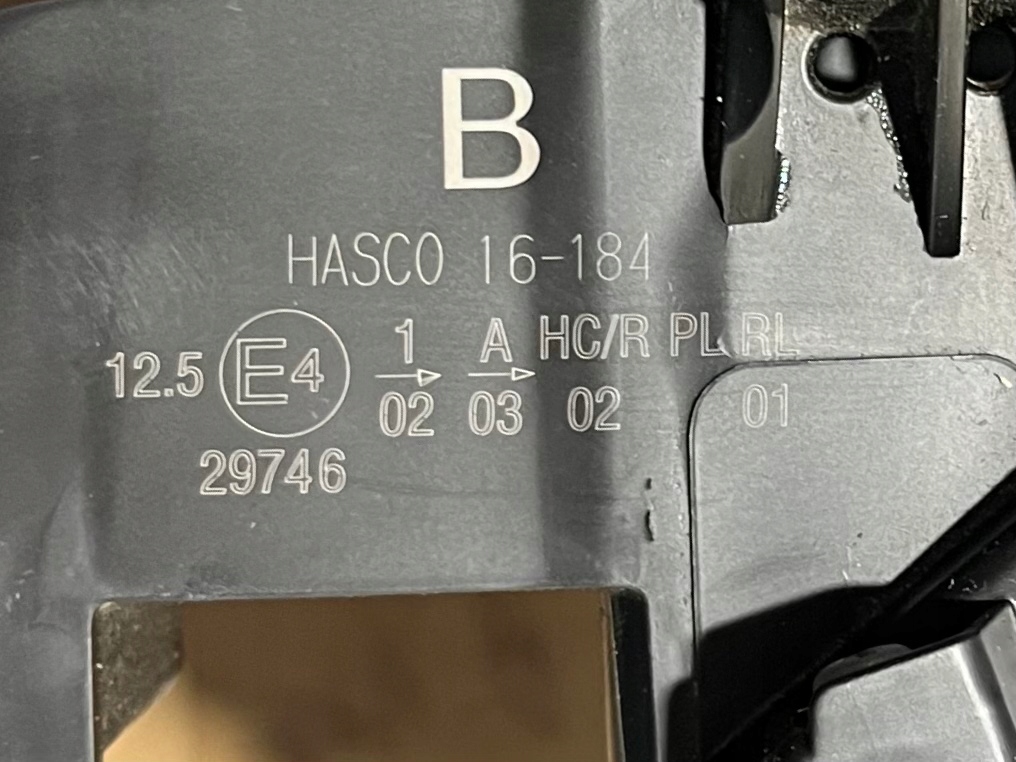 B
HASCO 16-184
1 A HC/R PL RL
12.5 E4 → →
02 03 02 01
29746